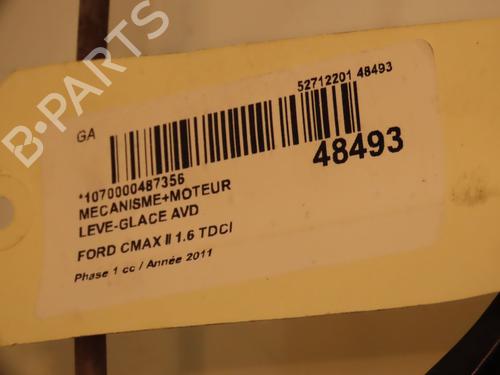 B-PARTS
GA
52712201 48493
48493
*1070000487356
MECANISME+MOTEUR
LEVE-GLACE AVD
FORD CMAX II 1.6 TDCI
Phase 1 cc / Année 2011